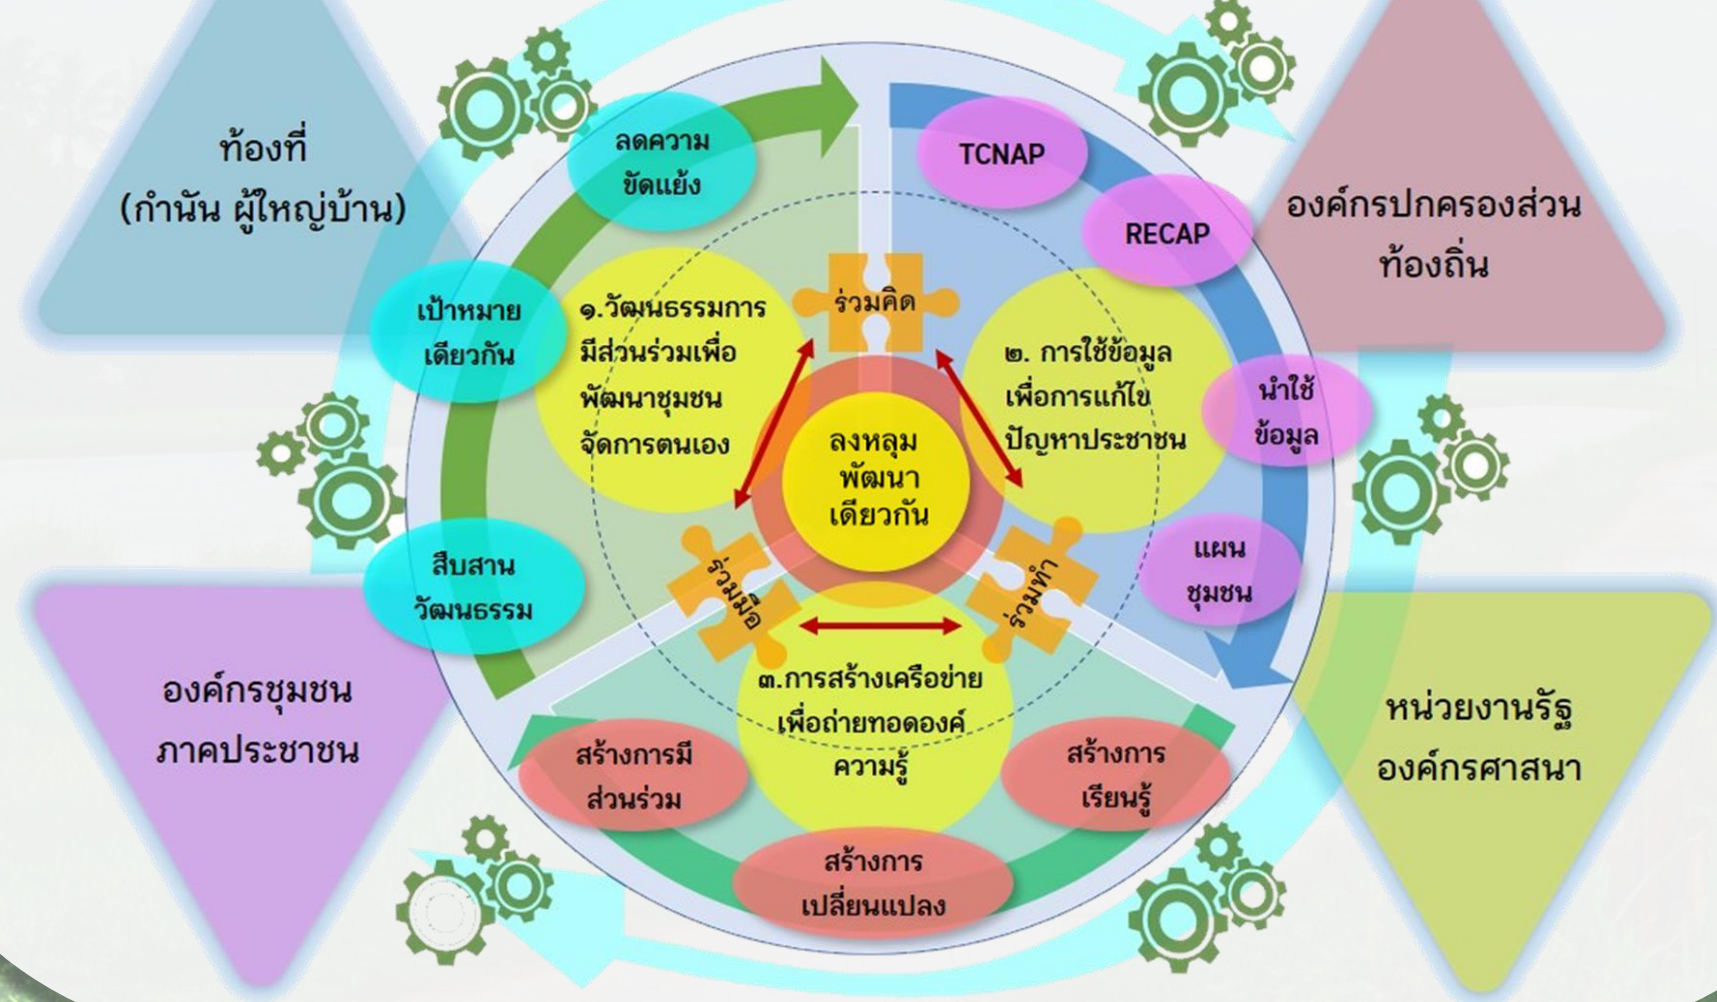 ท้องที่
(กำนัน ผู้ใหญ่บ้าน)
องค์กรปกครองส่วน
ท้องถิ่น
องค์กรชุมชน
ภาคประชาชน
หน่วยงานรัฐ
องค์กรศาสนา
ลดความ
ขัดแย้ง
เป้าหมาย
เดียวกัน
สืบสาน
วัฒนธรรม
๑.วัฒนธรรมการ
มีส่วนร่วมเพื่อ
พัฒนาชุมชน
จัดการตนเอง
TCNAP
RECAP
นำใช้
ข้อมูล
แผน
ชุมชน
๒. การใช้ข้อมูล
เพื่อการแก้ไข
ปัญหาประชาชน
ร่วมคิด
ร่วมทำ
ร่วมมือ
ลงหลุม
พัฒนา
เดียวกัน
๓.การสร้างเครือข่าย
เพื่อถ่ายทอดองค์
ความรู้
สร้างการมี
ส่วนร่วม
สร้างการ
เปลี่ยนแปลง
สร้างการ
เรียนรู้